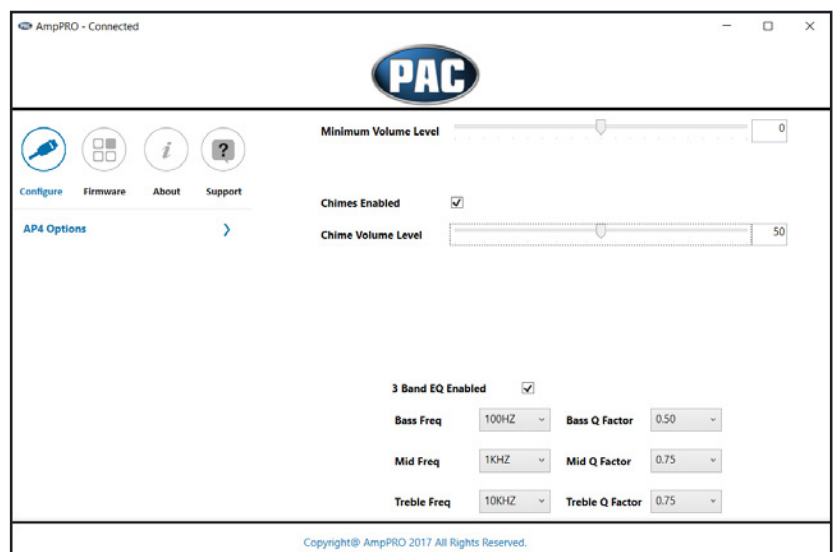 AmpPRO - Connected
PAC
Minimum Volume Level 0
Configure Firmware About Support
Chimes Enabled
AP4 Options
Chime Volume Level 50
3 Band EQ Enabled
Bass Freq 100HZ Bass Q Factor 0.50
Mid Freq 1KHZ Mid Q Factor 0.75
Treble Freq 10KHZ Treble Q Factor 0.75
Copyright@ AmpPRO 2017 All Rights Reserved.